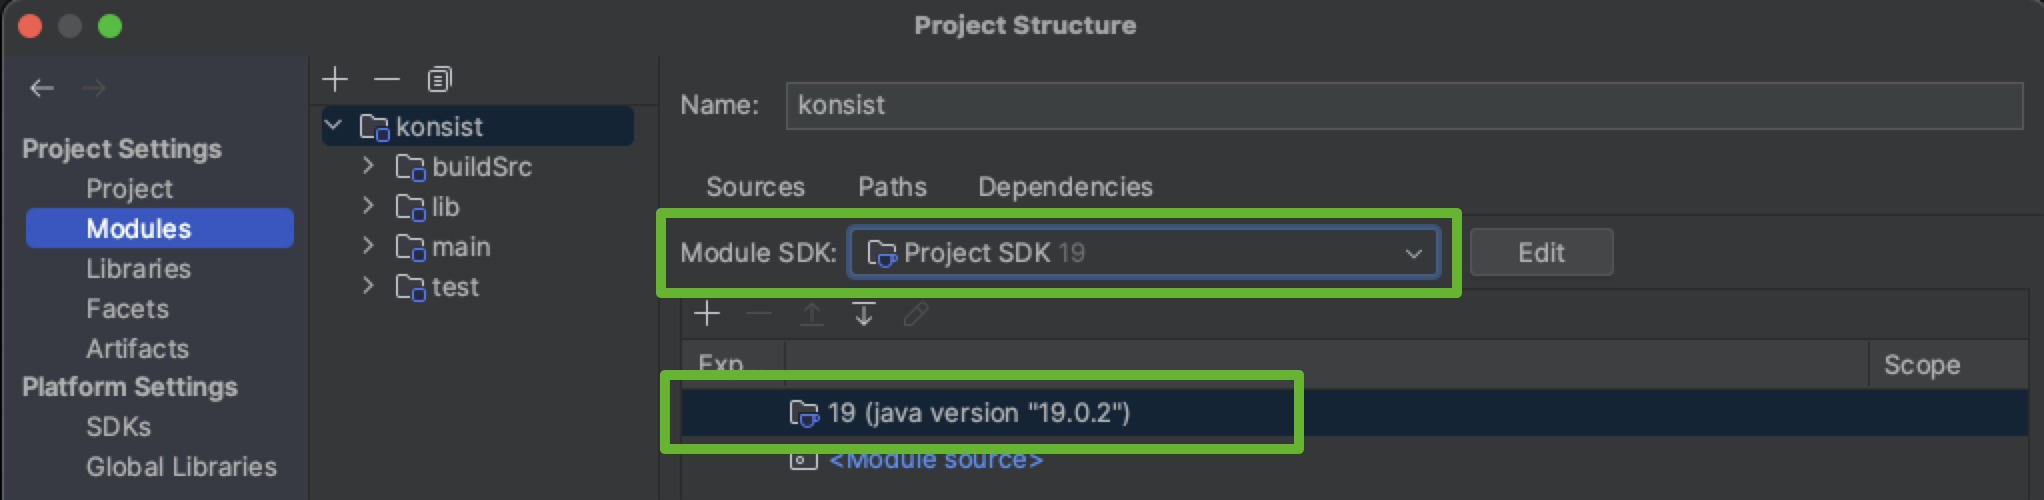 Project Structure
Project Settings
Project
Modules
Libraries
Facets
Artifacts
Platform Settings
SDKs
Global Libraries
konsist
buildSrc
lib
main
test
Name: konsist
Sources Paths Dependencies
Module SDK: Project SDK 19 Edit
Exp... Scope
19 (java version "19.0.2")
<Module source>